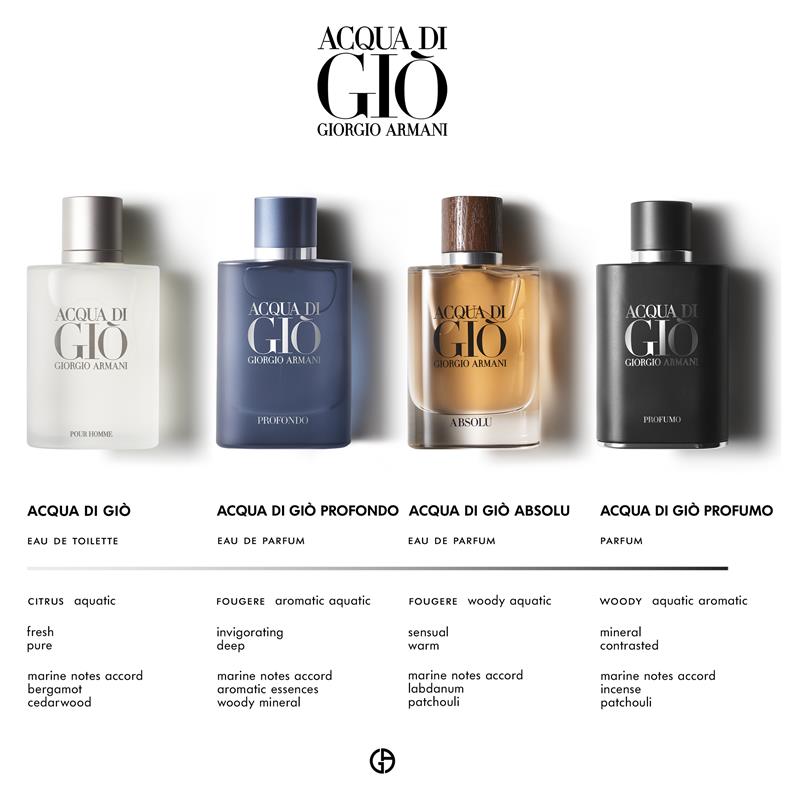 ACQUA DI
GIÒ
GIORGIO ARMANI
ACQUA DI
GIÒ
GIORGIO ARMANI
POUR HOMME
ACQUA DI
GIÒ
GIORGIO ARMANI
PROFONDO
ACQUA DI
GIÒ
GIORGIO ARMANI
ABSOLU
ACQUA DI
GIÒ
GIORGIO ARMANI
PROFUMO
ACQUA DI GIÒ
EAU DE TOILETTE
CITRUS aquatic
fresh
pure
marine notes accord
bergamot
cedarwood
ACQUA DI GIÒ PROFONDO
EAU DE PARFUM
FOUGERE aromatic aquatic
invigorating
deep
marine notes accord
aromatic essences
woody mineral
ACQUA DI GIÒ ABSOLU
EAU DE PARFUM
FOUGERE woody aquatic
sensual
warm
marine notes accord
labdanum
patchouli
ACQUA DI GIÒ PROFUMO
PARFUM
WOODY aquatic aromatic
mineral
contrasted
marine notes accord
incense
patchouli